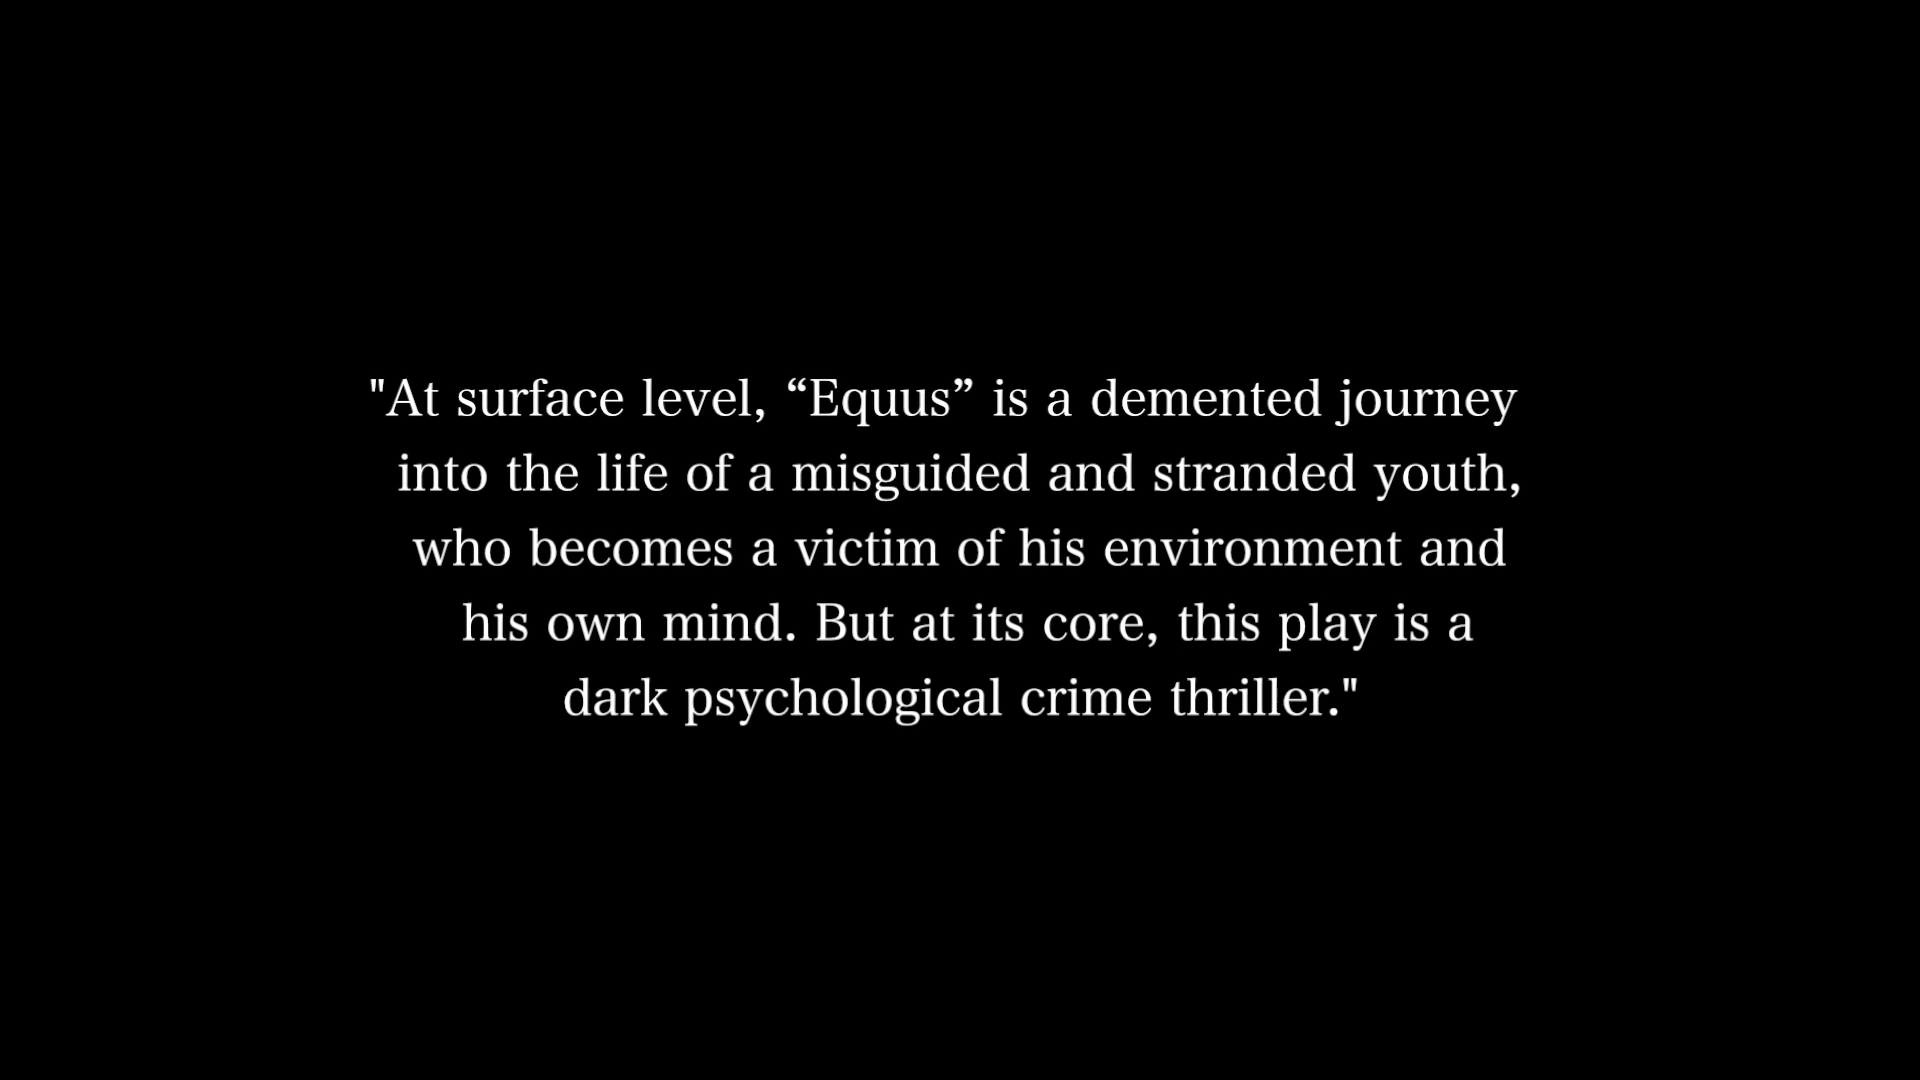 "At surface level, “Equus” is a demented journey
into the life of a misguided and stranded youth,
who becomes a victim of his environment and
his own mind. But at its core, this play is a
dark psychological crime thriller."